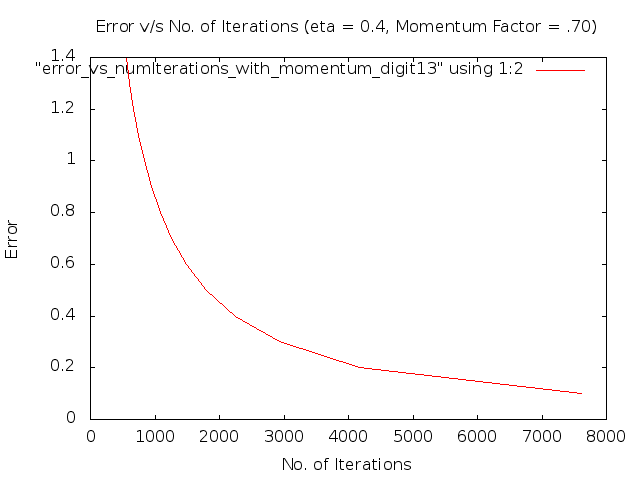 Error v/s No. of Iterations (eta = 0.4, Momentum Factor = .70)
"error_vs_numIterations_with_momentum_digit13" using 1:2
1.4
1.2
1
0.8
0.6
0.4
0.2
0
Error
0 1000 2000 3000 4000 5000 6000 7000 8000
No. of Iterations